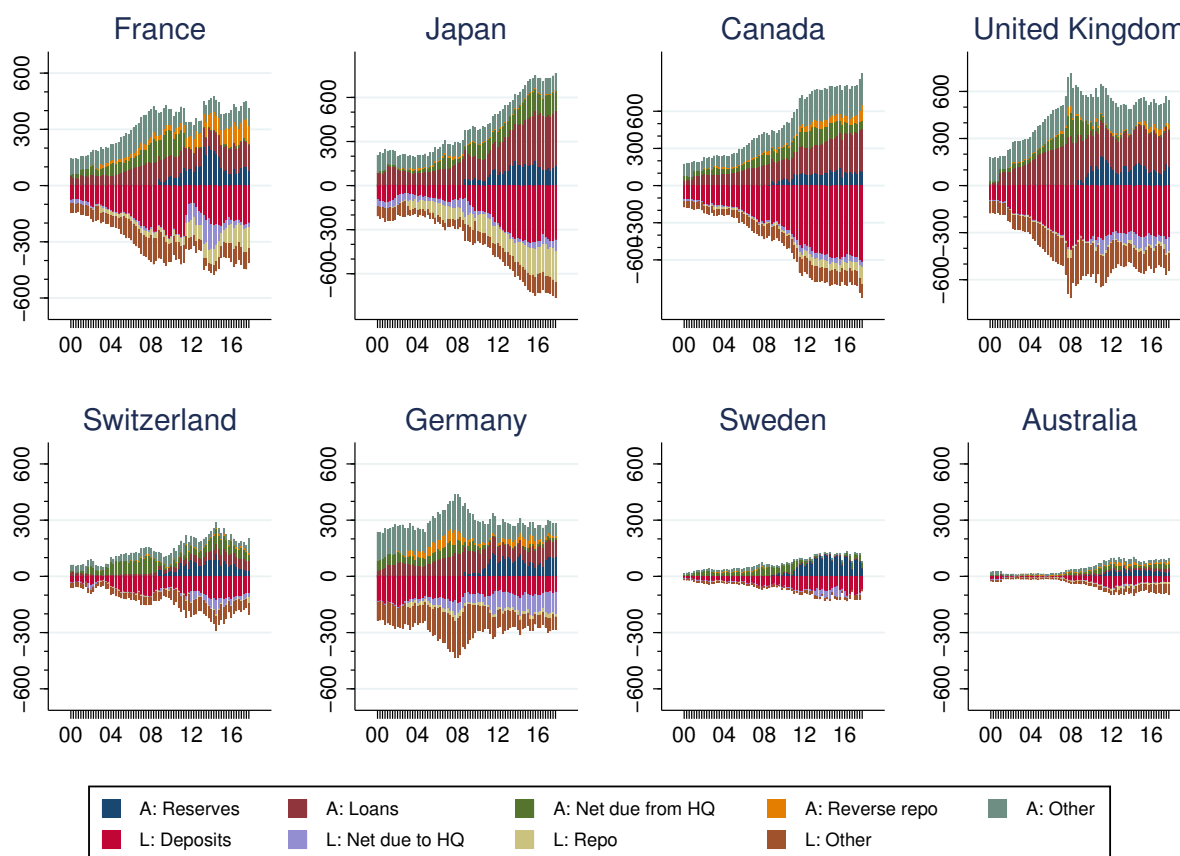 France
Japan
Canada
United Kingdom
600
300
0
−300
−600
00 04 08 12 16
600
300
0
−300
−600
00 04 08 12 16
600
300
0
−300
−600
00 04 08 12 16
600
300
0
−300
−600
00 04 08 12 16
Switzerland
Germany
Sweden
Australia
600
300
0
−300
−600
00 04 08 12 16
600
300
0
−300
−600
00 04 08 12 16
600
300
0
−300
−600
00 04 08 12 16
600
300
0
−300
−600
00 04 08 12 16
A: Reserves A: Loans A: Net due from HQ A: Reverse repo A: Other
L: Deposits L: Net due to HQ L: Repo L: Other